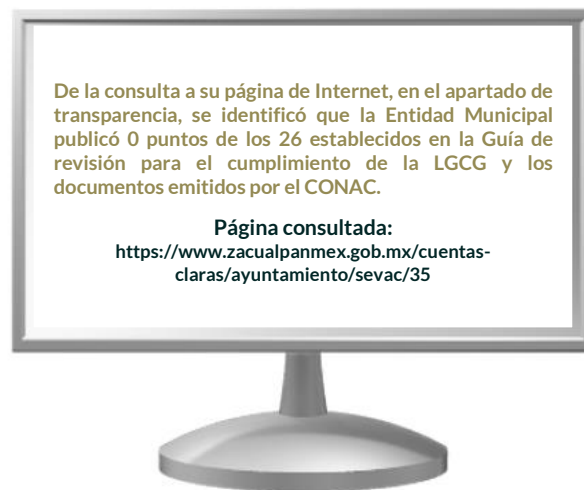 De la consulta a su página de Internet, en el apartado de
transparencia, se identificó que la Entidad Municipal
publicó 0 puntos de los 26 establecidos en la Guía de
revisión para el cumplimiento de la LGCG y los
documentos emitidos por el CONAC.
Página consultada:
https://www.zacualpanmex.gob.mx/cuentas-
claras/ayuntamiento/sevac/35